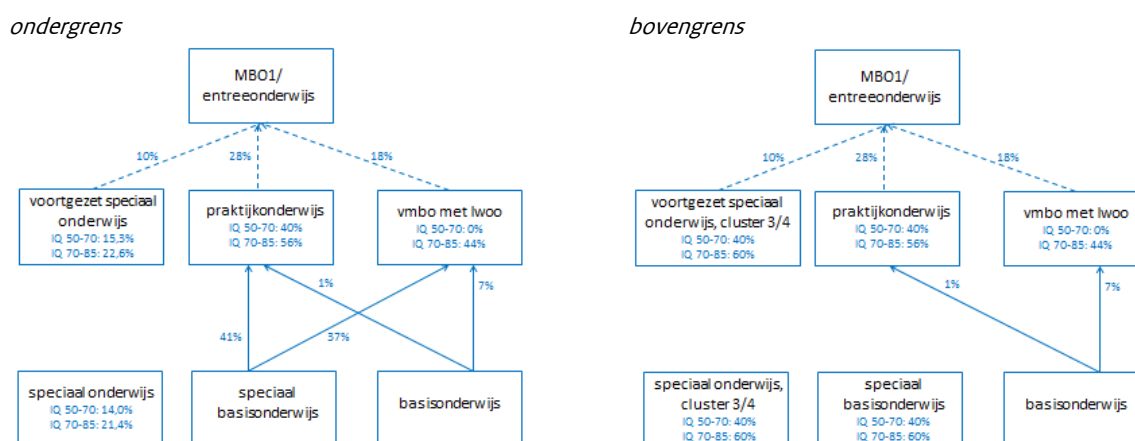 ondergrens
MBO1/
entreeonderwijs
10%
28%
18%
voortgezet speciaal
onderwijs
IQ 50-70: 15,3%
IQ 70-85: 22,6%
praktijkonderwijs
IQ 50-70: 40%
IQ 70-85: 56%
vmbo met lwoo
IQ 50-70: 0%
IQ 70-85: 44%
1%
7%
41%
37%
speciaal onderwijs
IQ 50-70: 14,0%
IQ 70-85: 21,4%
speciaal
basisonderwijs
basisonderwijs
bovengrens
MBO1/
entreeonderwijs
10%
28%
18%
voortgezet speciaal
onderwijs, cluster 3/4
IQ 50-70: 40%
IQ 70-85: 60%
praktijkonderwijs
IQ 50-70: 40%
IQ 70-85: 56%
vmbo met lwoo
IQ 50-70: 0%
IQ 70-85: 44%
1%
7%
speciaal onderwijs,
cluster 3/4
IQ 50-70: 40%
IQ 70-85: 60%
speciaal
basisonderwijs
IQ 50-70: 40%
IQ 70-85: 60%
basisonderwijs